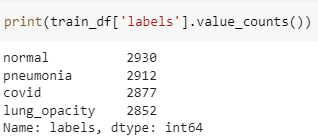 print(train_df['labels'].value_counts())
normal 2930
pneumonia 2912
covid 2877
lung_opacity 2852
Name: labels, dtype: int64